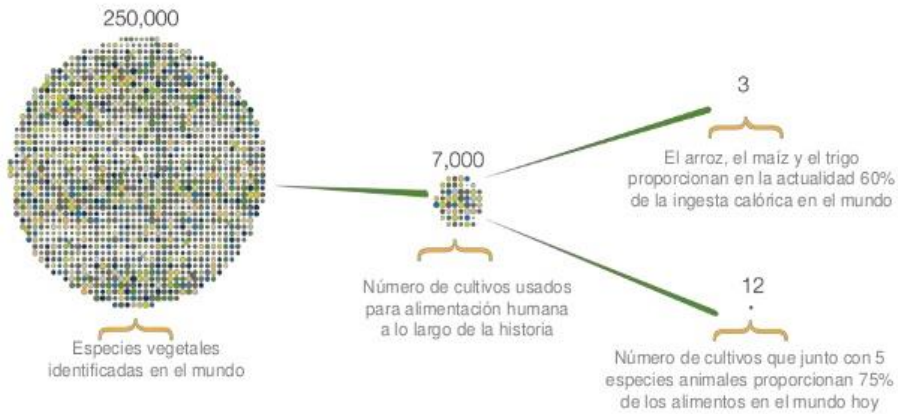 250,000
Especies vegetales
identificadas en el mundo
7,000
Número de cultivos usados
para alimentación humana
a lo largo de la historia
3
El arroz, el maíz y el trigo
proporcionan en la actualidad 60%
de la ingesta calórica en el mundo
12
Número de cultivos que junto con 5
especies animales proporcionan 75%
de los alimentos en el mundo hoy